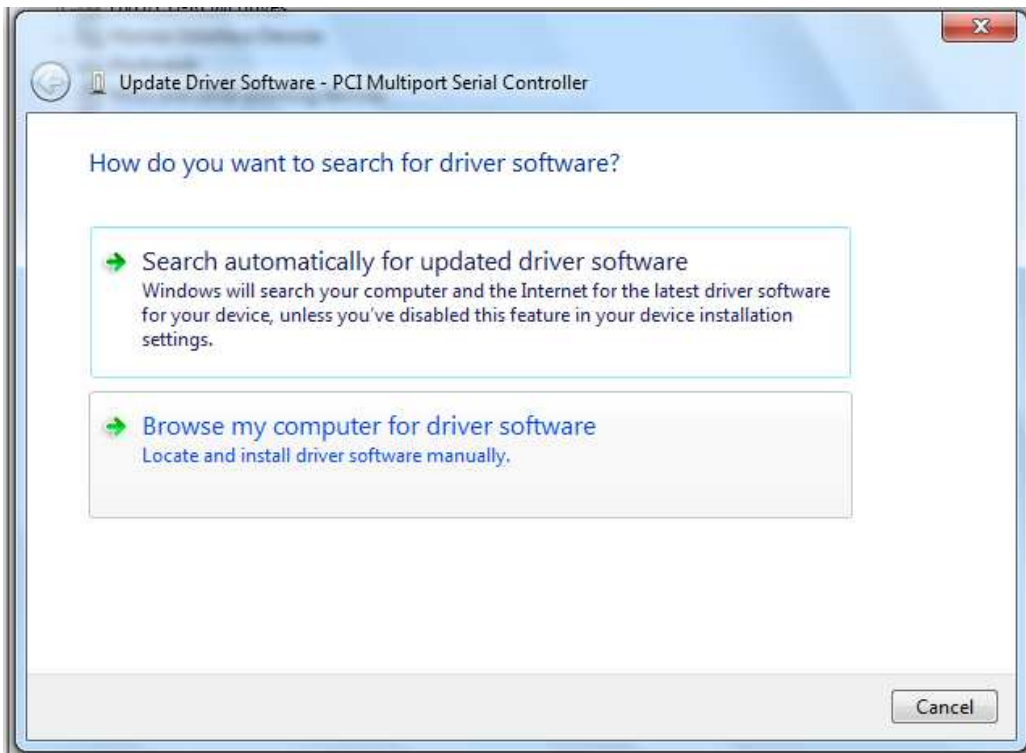 Update Driver Software - PCI Multiport Serial Controller
How do you want to search for driver software?
Search automatically for updated driver software
Windows will search your computer and the Internet for the latest driver software
for your device, unless you've disabled this feature in your device installation
settings.
Browse my computer for driver software
Locate and install driver software manually.
Cancel